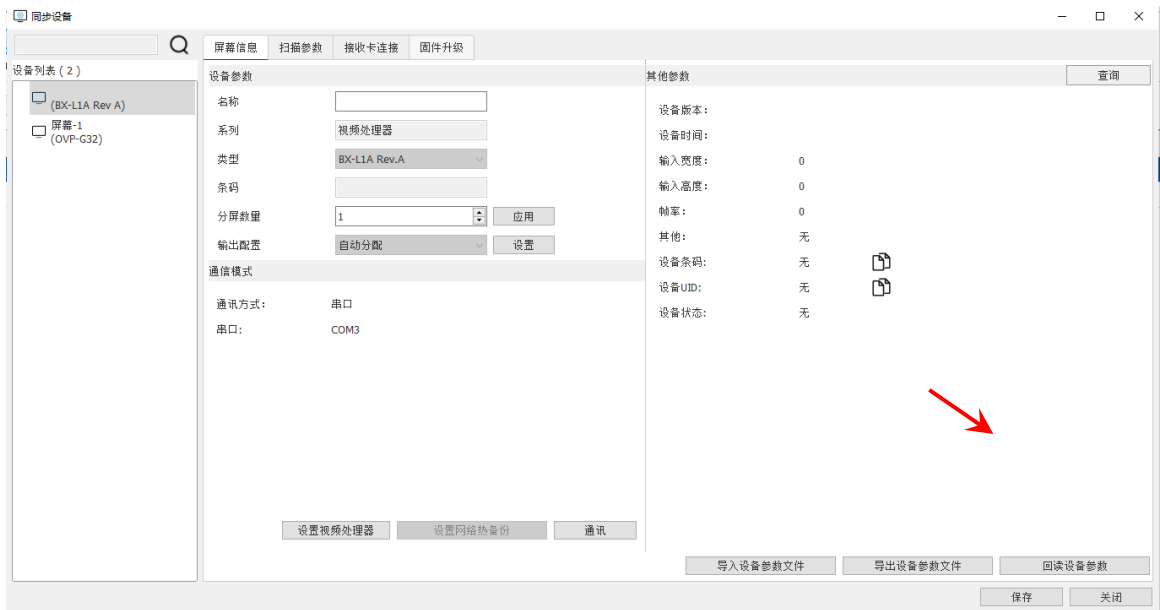 同步设备
屏幕信息 扫描参数 接收卡连接 固件升级
设备列表 ( 2 )
(BX-L1A Rev A)
屏幕-1
(OVP-G32)
设备参数
名称
系列 视频处理器
类型 BX-L1A Rev.A
条码
分屏数量 1 应用
输出配置 自动分配 设置
通信模式
通讯方式: 串口
串口: COM3
设置视频处理器 设置网络热备份 通讯
其他参数 查询
设备版本:
设备时间:
输入宽度: 0
输入高度: 0
帧率: 0
其他: 无
设备条码: 无
设备UID: 无
设备状态: 无
导入设备参数文件 导出设备参数文件 回读设备参数
保存 关闭